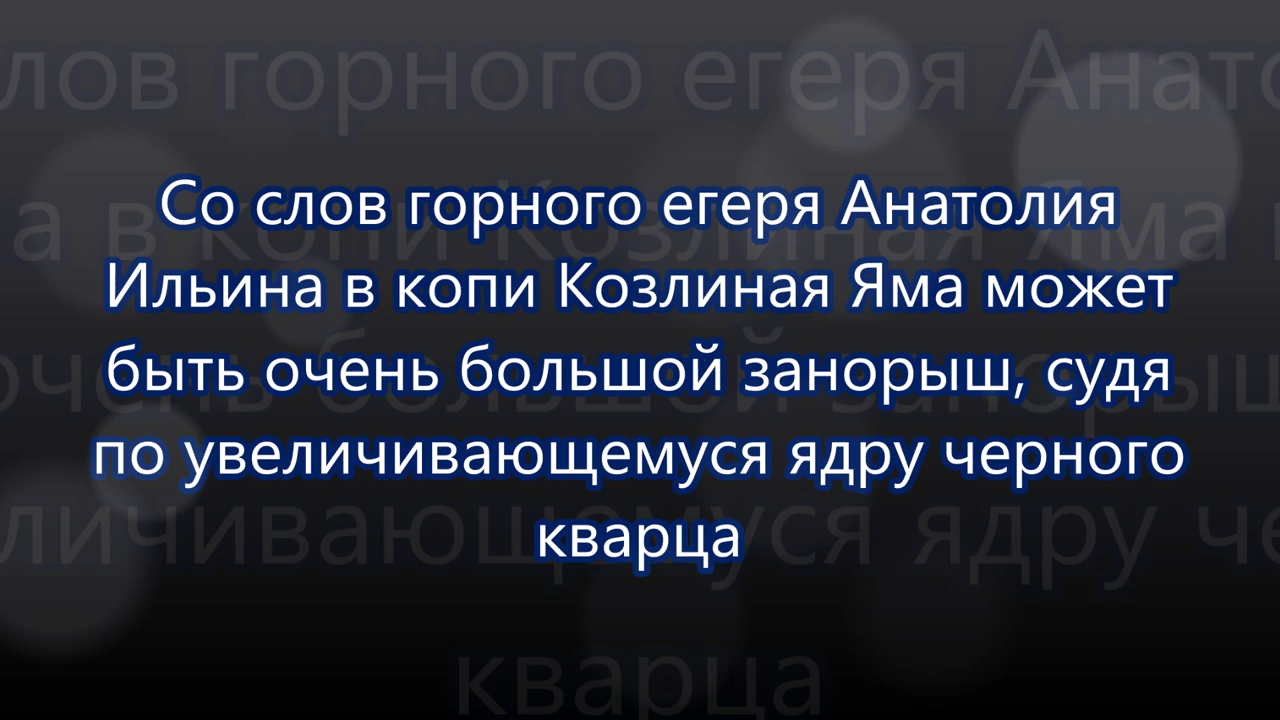 Со слов горного егеря Анатолия
Ильина в копи Козлиная Яма может
быть очень большой занорыш, судя
по увеличивающемуся ядру черного
кварца